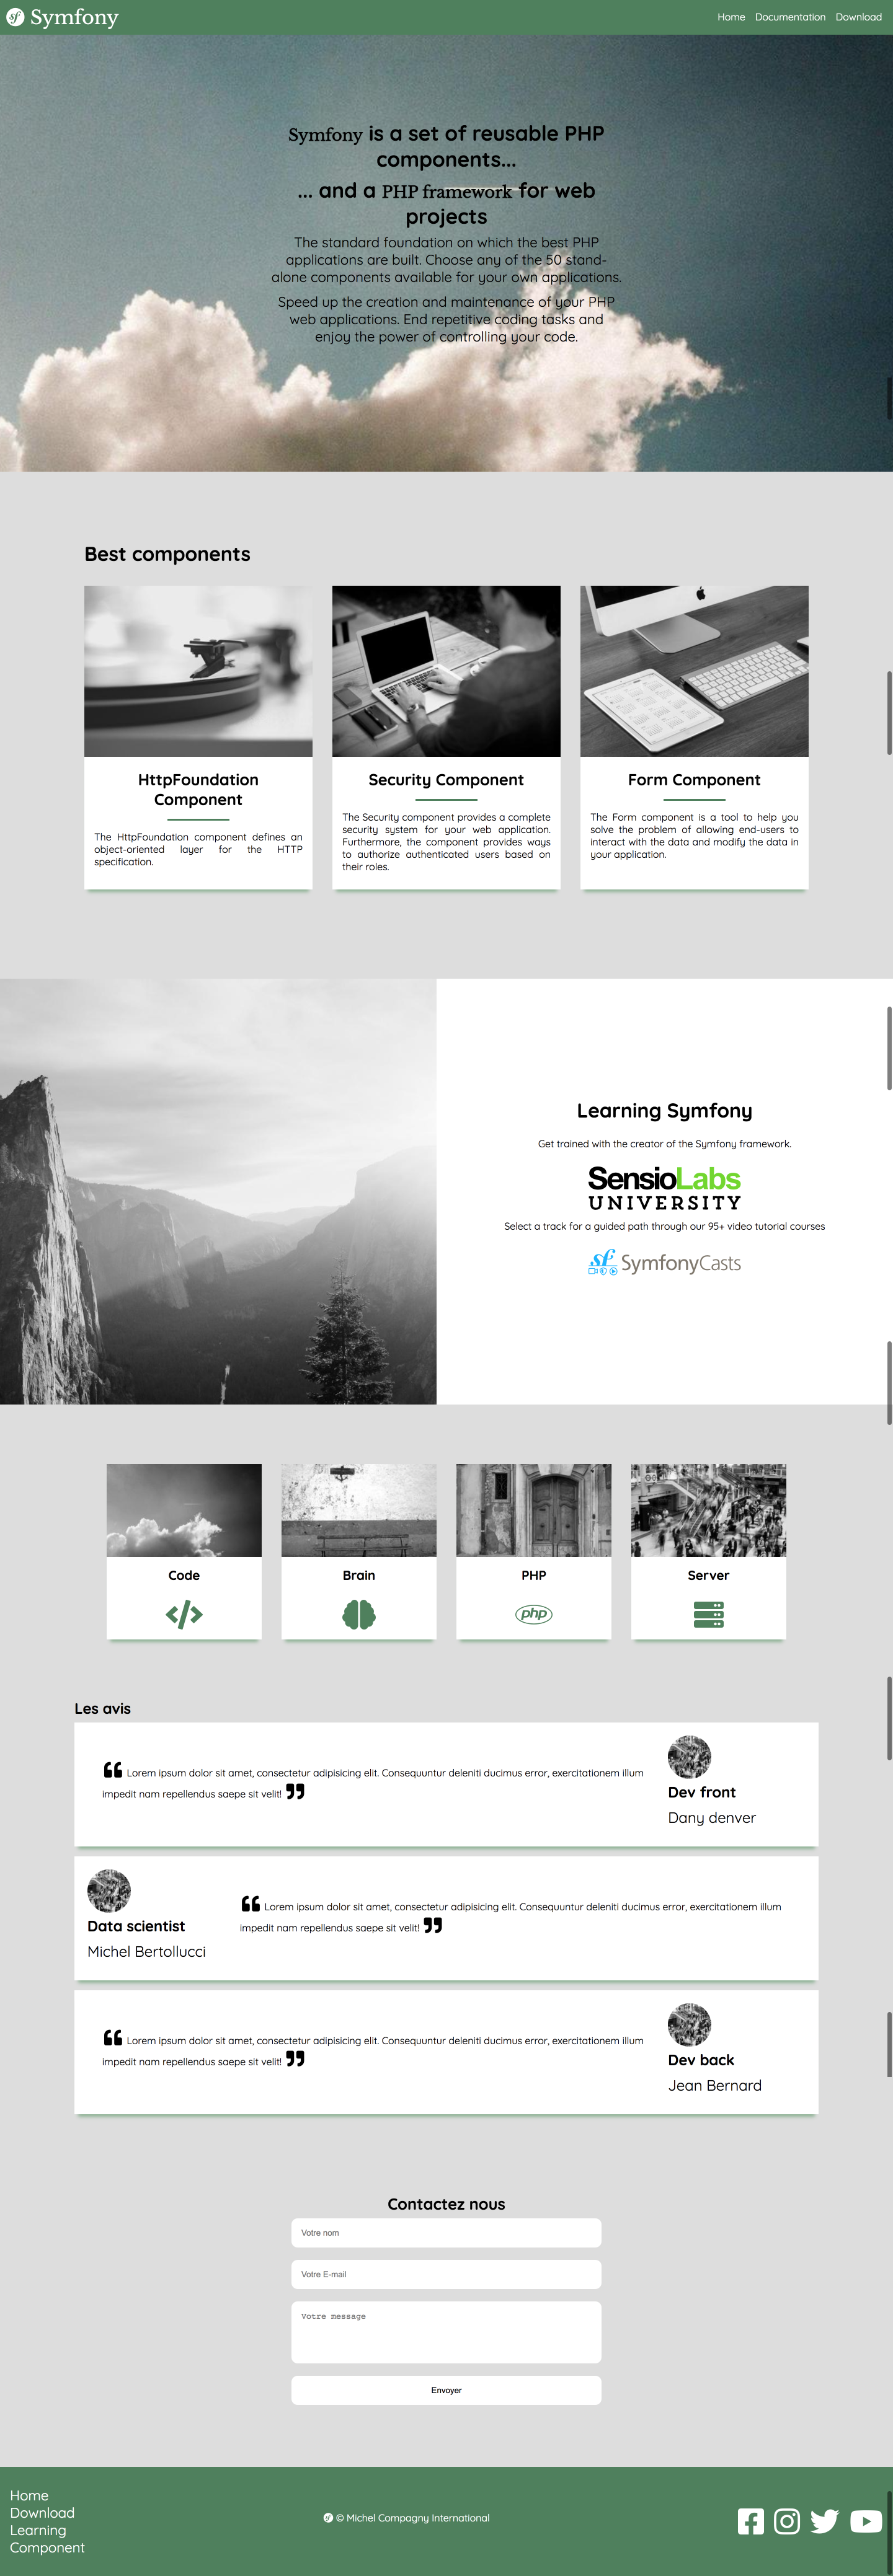 Symfony
Home Documentation Download
Symfony is a set of reusable PHP
components...
... and a PHP framework for web
projects
The standard foundation on which the best PHP
applications are built. Choose any of the 50 stand-
alone components available for your own applications.
Speed up the creation and maintenance of your PHP
web applications. End repetitive coding tasks and
enjoy the power of controlling your code.
Best components
HttpFoundation
Component
The HttpFoundation component defines an
object-oriented layer for the HTTP
specification.
Security Component
The Security component provides a complete
security system for your web application.
Furthermore, the component provides ways
to authorize authenticated users based on
their roles.
Form Component
The Form component is a tool to help you
solve the problem of allowing end-users to
interact with the data and modify the data in
your application.
Learning Symfony
Get trained with the creator of the Symfony framework.
SensioLabs
UNIVERSITY
Select a track for a guided path through our 95+ video tutorial courses
sf SymfonyCasts
Code
Brain
PHP
php
Server
Les avis
“ Lorem ipsum dolor sit amet, consectetur adipisicing elit. Consequuntur deleniti ducimus error, exercitationem illum
impedit nam repellendus saepe sit velit! ”
Dev front
Dany denver
Data scientist
Michel Bertollucci
“ Lorem ipsum dolor sit amet, consectetur adipisicing elit. Consequuntur deleniti ducimus error, exercitationem illum
impedit nam repellendus saepe sit velit! ”
“ Lorem ipsum dolor sit amet, consectetur adipisicing elit. Consequuntur deleniti ducimus error, exercitationem illum
impedit nam repellendus saepe sit velit! ”
Dev back
Jean Bernard
Contactez nous
Votre nom
Votre E-mail
Votre message
Envoyer
Home
Download
Learning
Component
© Michel Compagny International